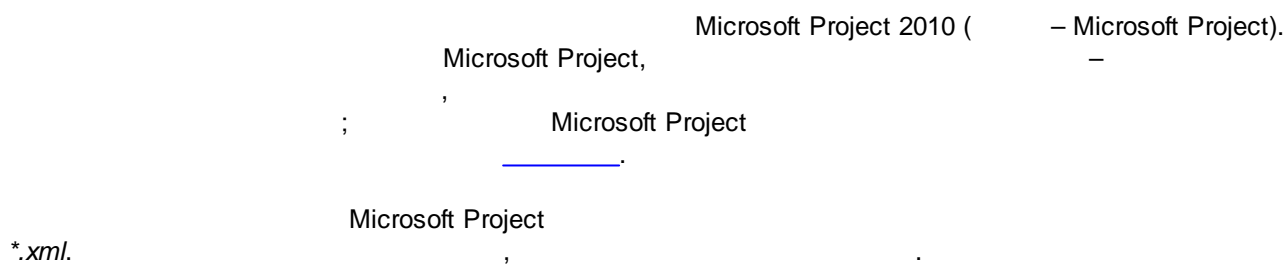 Microsoft Project 2010 ( – Microsoft Project).
Microsoft Project, –
,
; Microsoft Project
.
Microsoft Project
*.xml. , .